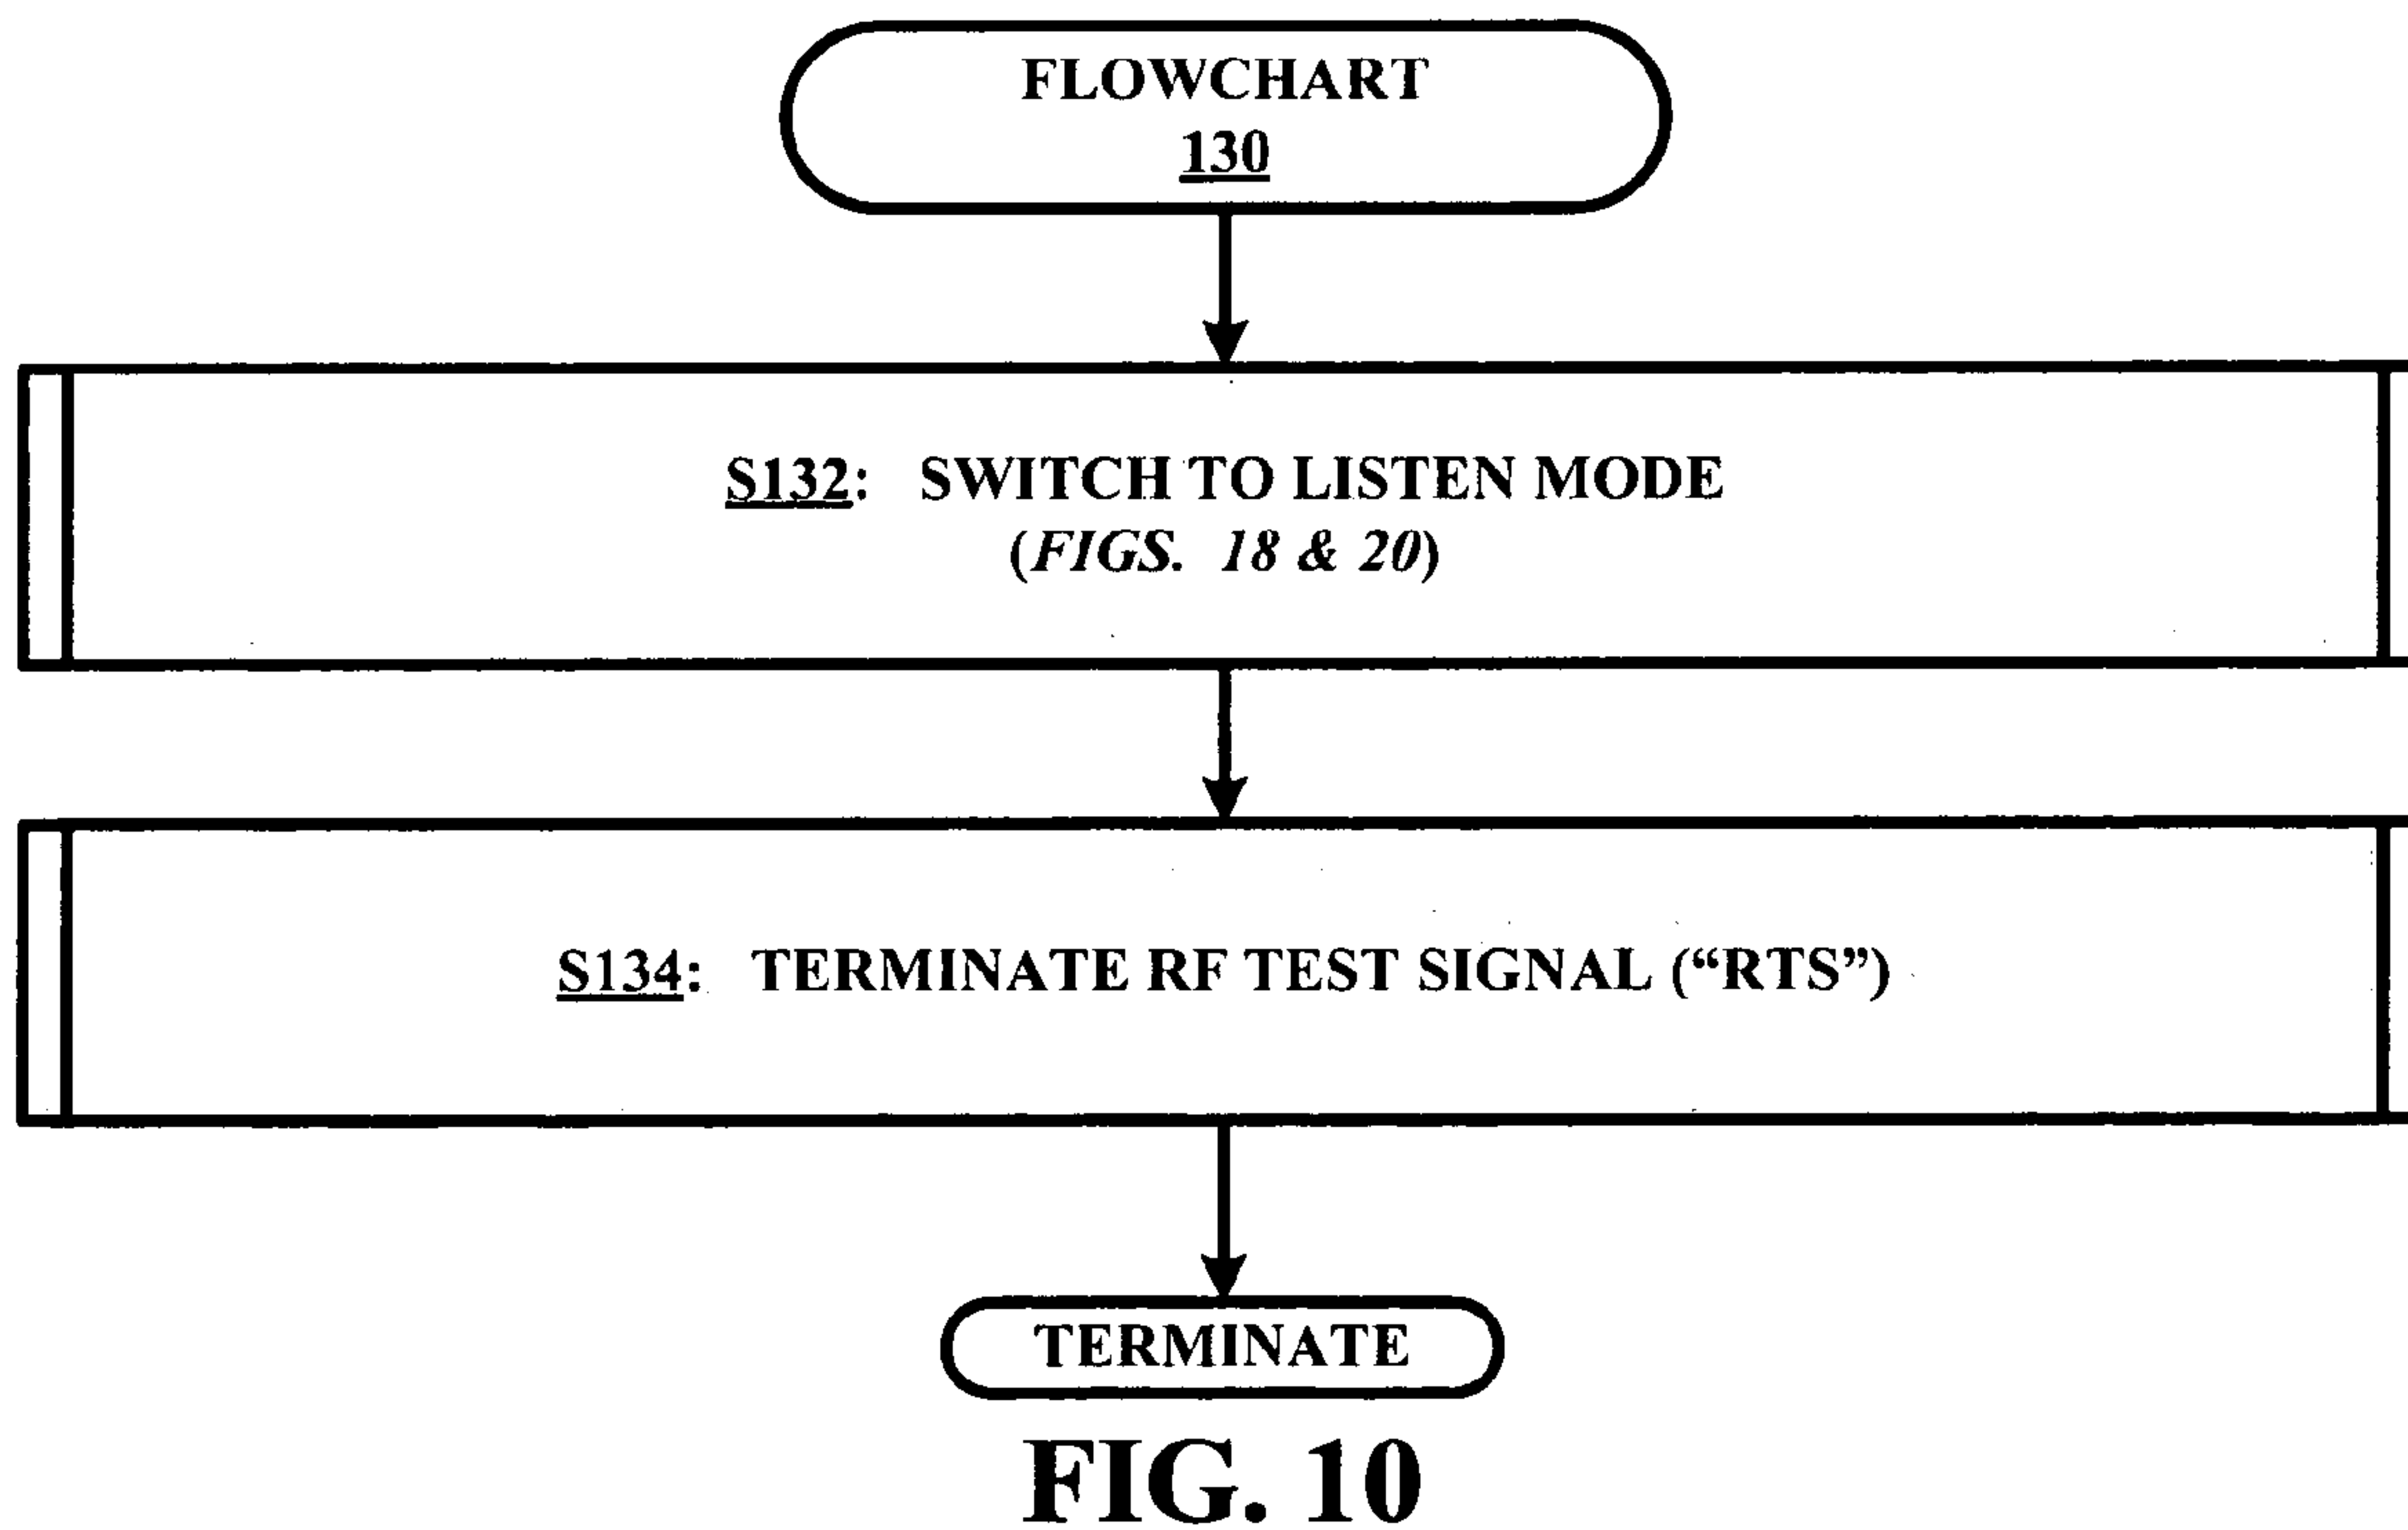 FLOWCHART
130
S132: SWITCH TO LISTEN MODE
(FIGS. 18 & 20)
S134: TERMINATE RF TEST SIGNAL (“RTS”)
TERMINATE
FIG. 10